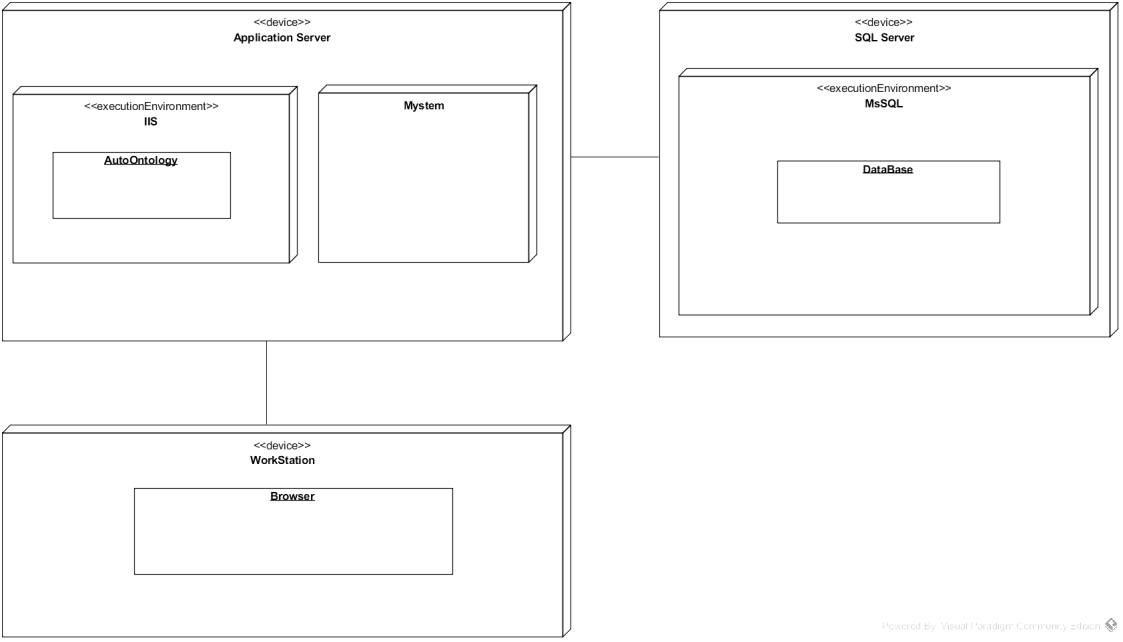 <<device>>
Application Server
<<executionEnvironment>>
IIS
AutoOntology
Mystem
<<device>>
SQL Server
<<executionEnvironment>>
MsSQL
DataBase
<<device>>
WorkStation
Browser
Powered By Visual Paradigm Community Edition